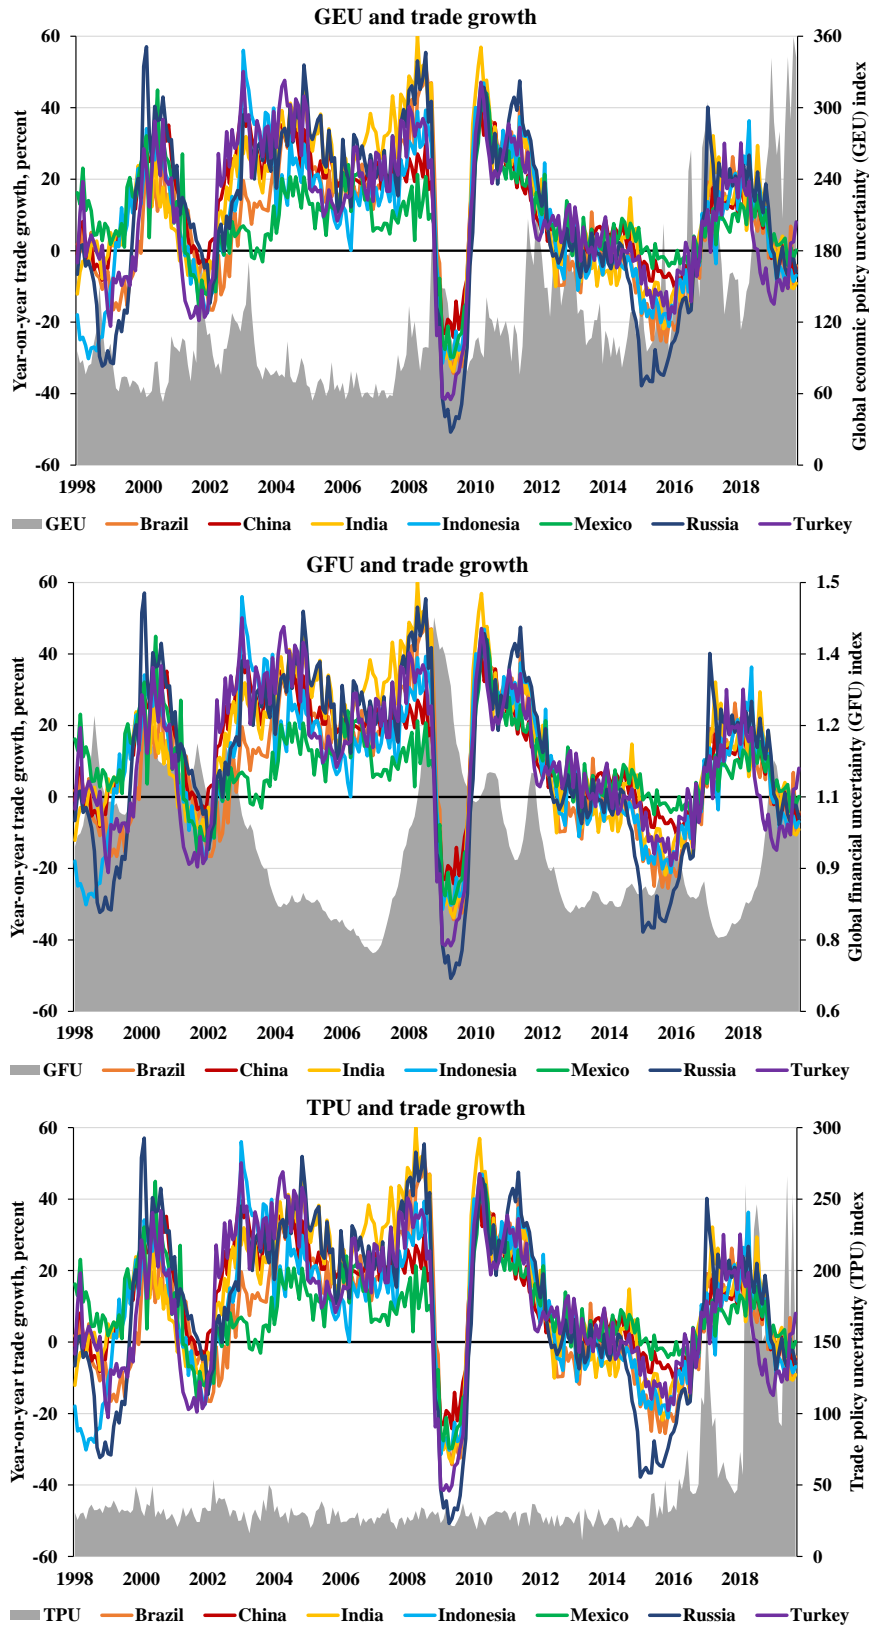 GEU and trade growth
Year-on-year trade growth, percent
60
40
20
0
-20
-40
-60
360
300
240
180
120
60
0
Global economic policy uncertainty (GEU) index
1998 2000 2002 2004 2006 2008 2010 2012 2014 2016 2018
GEU Brazil China India Indonesia Mexico Russia Turkey
GFU and trade growth
Year-on-year trade growth, percent
60
40
20
0
-20
-40
-60
1.5
1.4
1.2
1.1
0.9
0.8
0.6
Global financial uncertainty (GFU) index
1998 2000 2002 2004 2006 2008 2010 2012 2014 2016 2018
GFU Brazil China India Indonesia Mexico Russia Turkey
TPU and trade growth
Year-on-year trade growth, percent
60
40
20
0
-20
-40
-60
300
250
200
150
100
50
0
Trade policy uncertainty (TPU) index
1998 2000 2002 2004 2006 2008 2010 2012 2014 2016 2018
TPU Brazil China India Indonesia Mexico Russia Turkey